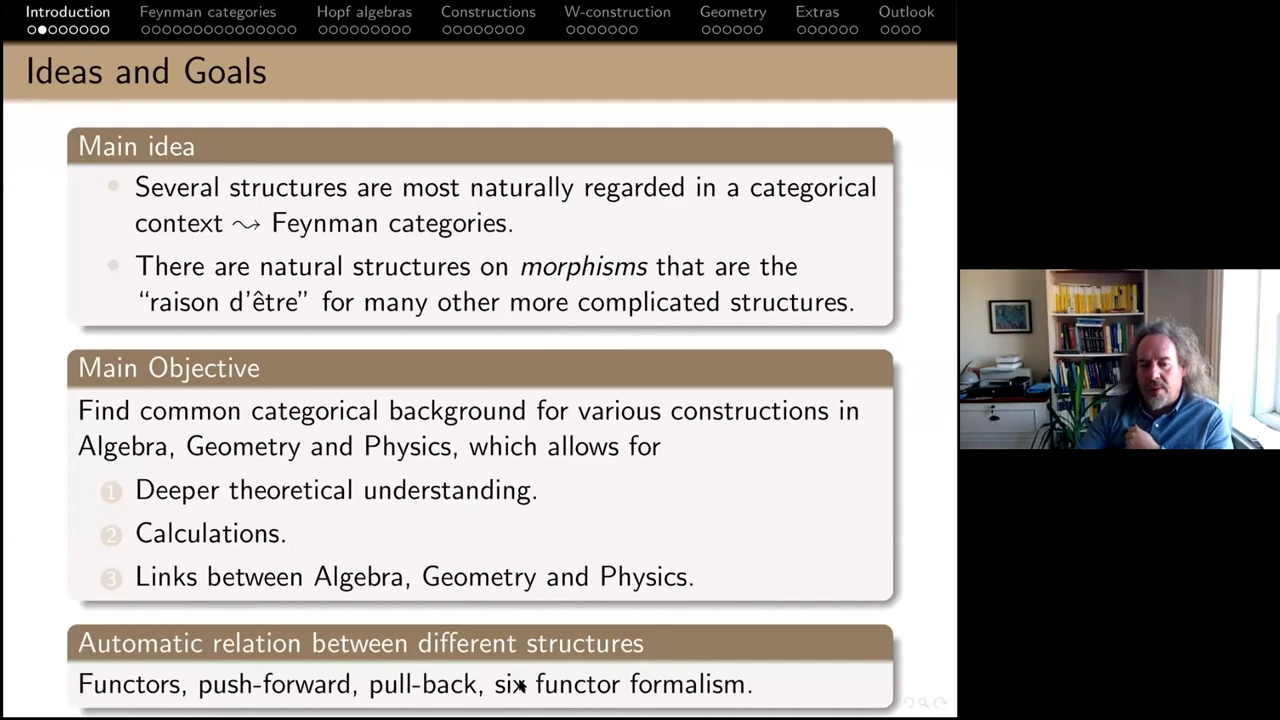 Introduction Feynman categories Hopf algebras Constructions W-construction Geometry Extras Outlook
Ideas and Goals
Main idea
Several structures are most naturally regarded in a categorical
context ⇝ Feynman categories.
There are natural structures on morphisms that are the
“raison d'être” for many other more complicated structures.
Main Objective
Find common categorical background for various constructions in
Algebra, Geometry and Physics, which allows for
1 Deeper theoretical understanding.
2 Calculations.
3 Links between Algebra, Geometry and Physics.
Automatic relation between different structures
Functors, push-forward, pull-back, six functor formalism.